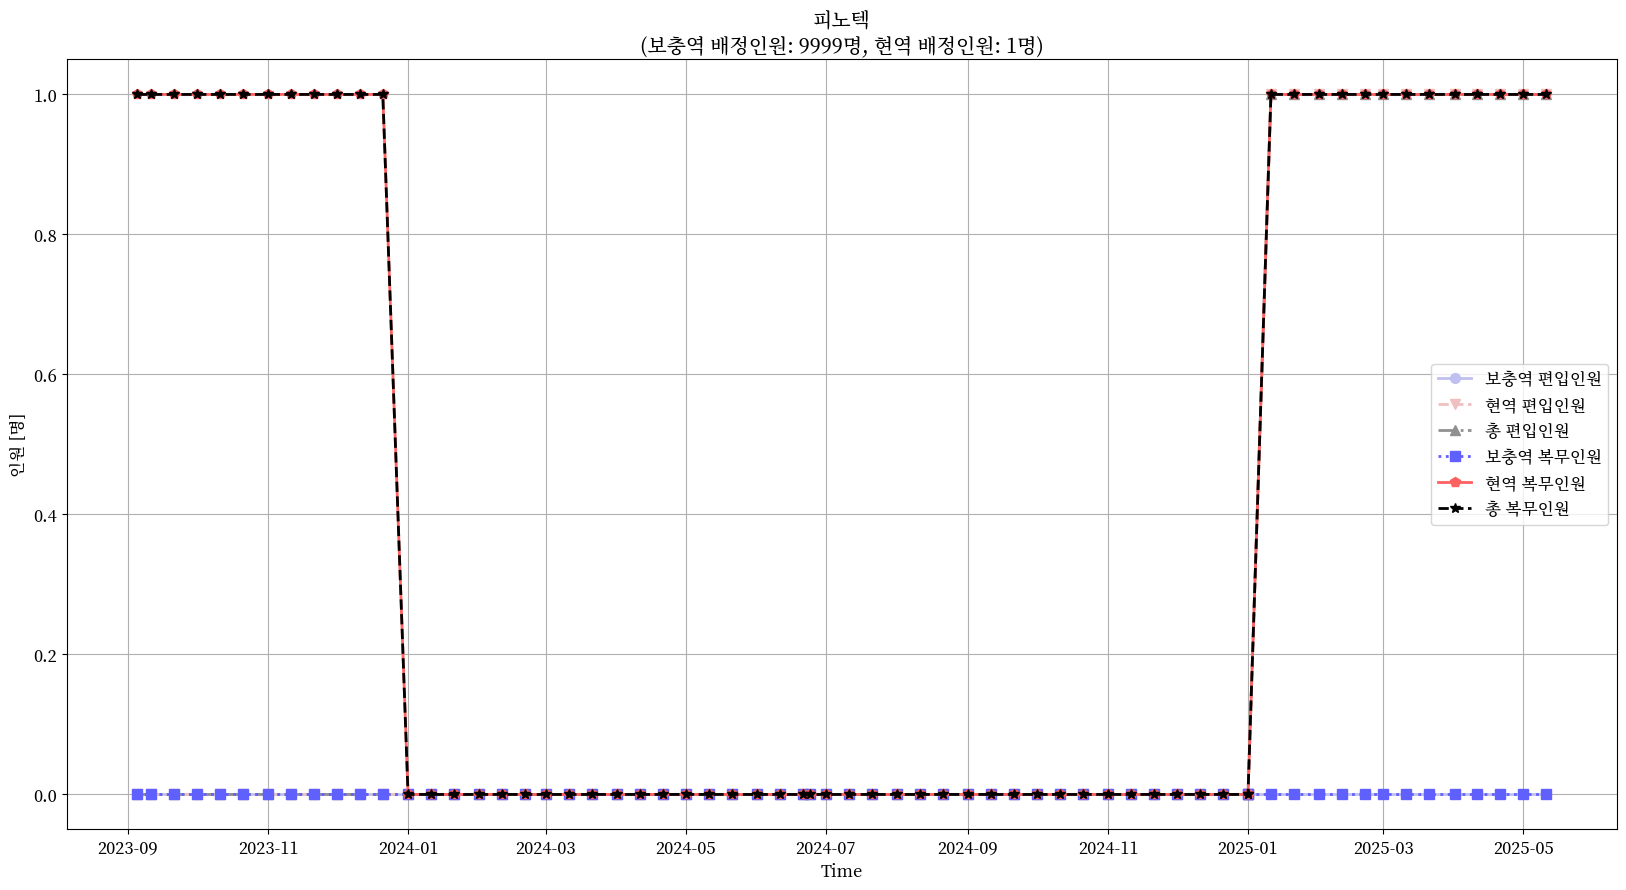 피노텍
(보충역 배정인원: 9999명, 현역 배정인원: 1명)
1.0
0.8
0.6
0.4
0.2
0.0
인원 [명]
보충역 편입인원
현역 편입인원
총 편입인원
보충역 복무인원
현역 복무인원
총 복무인원
2023-09 2023-11 2024-01 2024-03 2024-05 2024-07 2024-09 2024-11 2025-01 2025-03 2025-05
Time